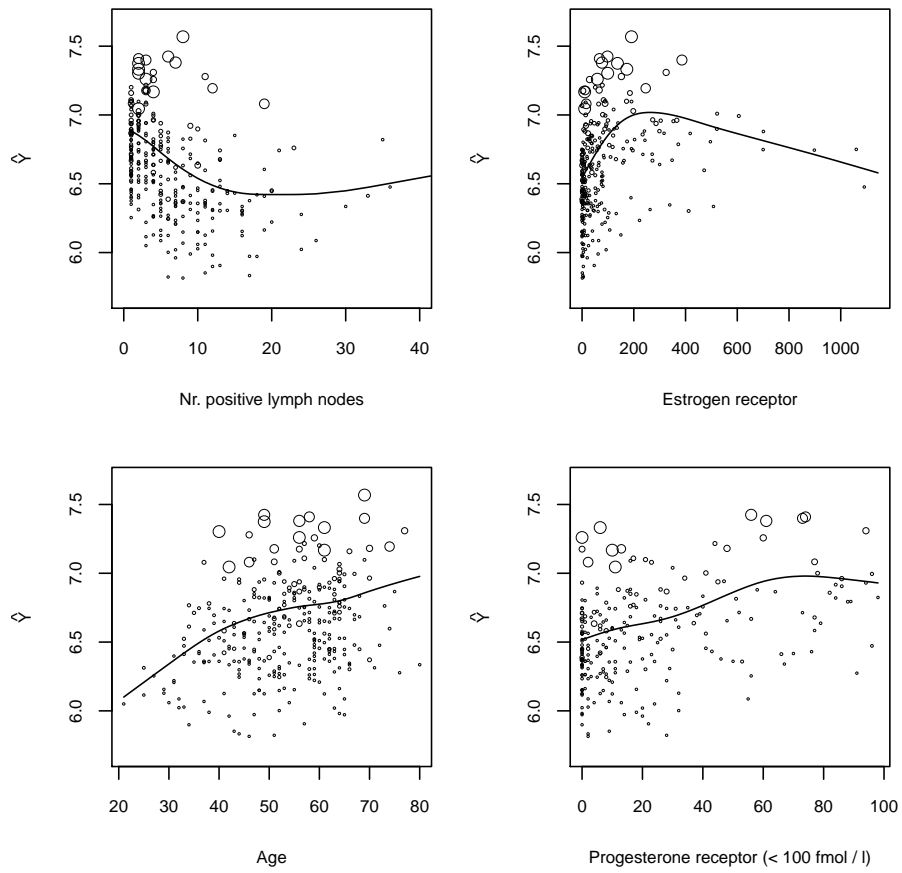 7.5
7.0
6.5
6.0
Ŷ
0 10 20 30 40
Nr. positive lymph nodes
7.5
7.0
6.5
6.0
Ŷ
0 200 400 600 800 1000
Estrogen receptor
7.5
7.0
6.5
6.0
Ŷ
20 30 40 50 60 70 80
Age
7.5
7.0
6.5
6.0
Ŷ
0 20 40 60 80 100
Progesterone receptor (< 100 fmol / l)